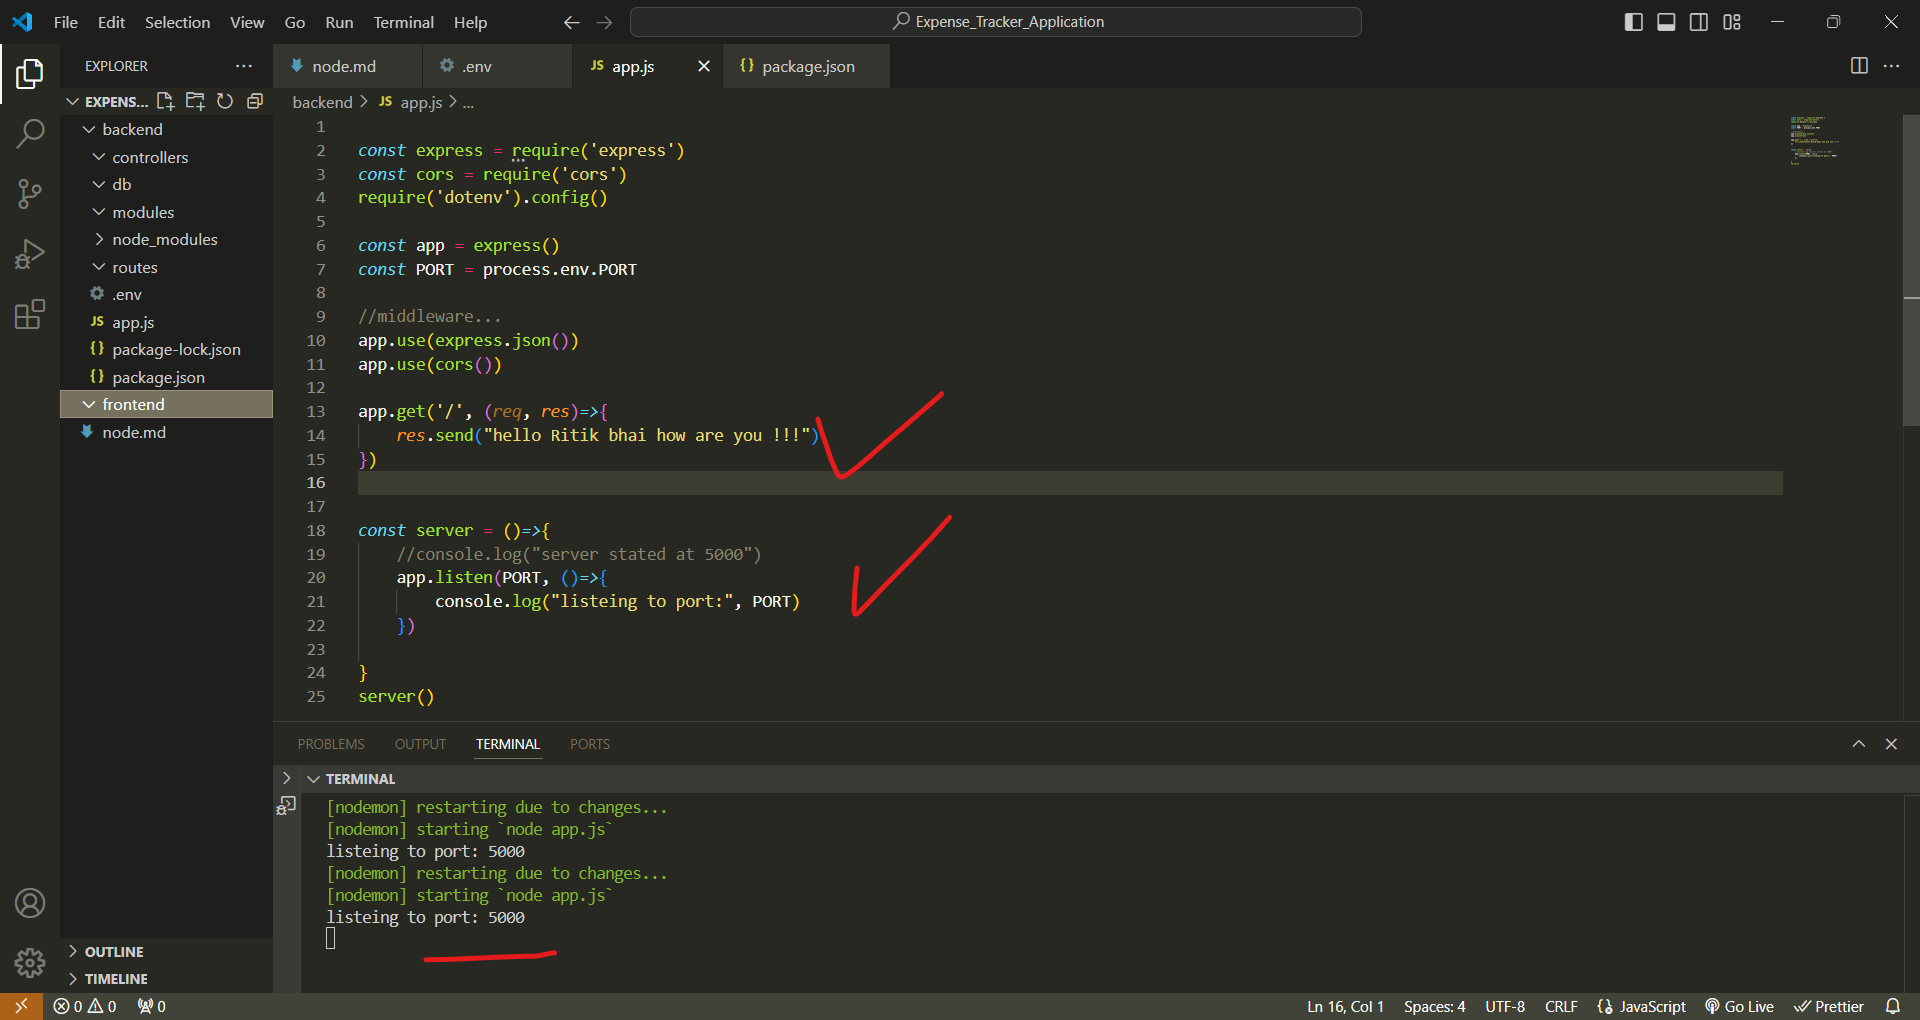 File Edit Selection View Go Run Terminal Help
Expense_Tracker_Application
EXPLORER
EXPENS...
backend
controllers
db
modules
node_modules
routes
.env
JS app.js
{} package-lock.json
{} package.json
frontend
node.md
OUTLINE
TIMELINE
node.md .env JS app.js {} package.json
backend > JS app.js > ...
1
2 const express = require('express')
3 const cors = require('cors')
4 require('dotenv').config()
5
6 const app = express()
7 const PORT = process.env.PORT
8
9 //middleware...
10 app.use(express.json())
11 app.use(cors())
12
13 app.get('/', (req, res)=>{
14 res.send("hello Ritik bhai how are you !!!")
15 })
16
17
18 const server = ()=>{
19 //console.log("server stated at 5000")
20 app.listen(PORT, ()=>{
21 console.log("listeing to port:", PORT)
22 })
23
24 }
25 server()
PROBLEMS OUTPUT TERMINAL PORTS
TERMINAL
[nodemon] restarting due to changes...
[nodemon] starting `node app.js`
listeing to port: 5000
[nodemon] restarting due to changes...
[nodemon] starting `node app.js`
listeing to port: 5000
0 0 0 Ln 16, Col 1 Spaces: 4 UTF-8 CRLF {} JavaScript Go Live Prettier